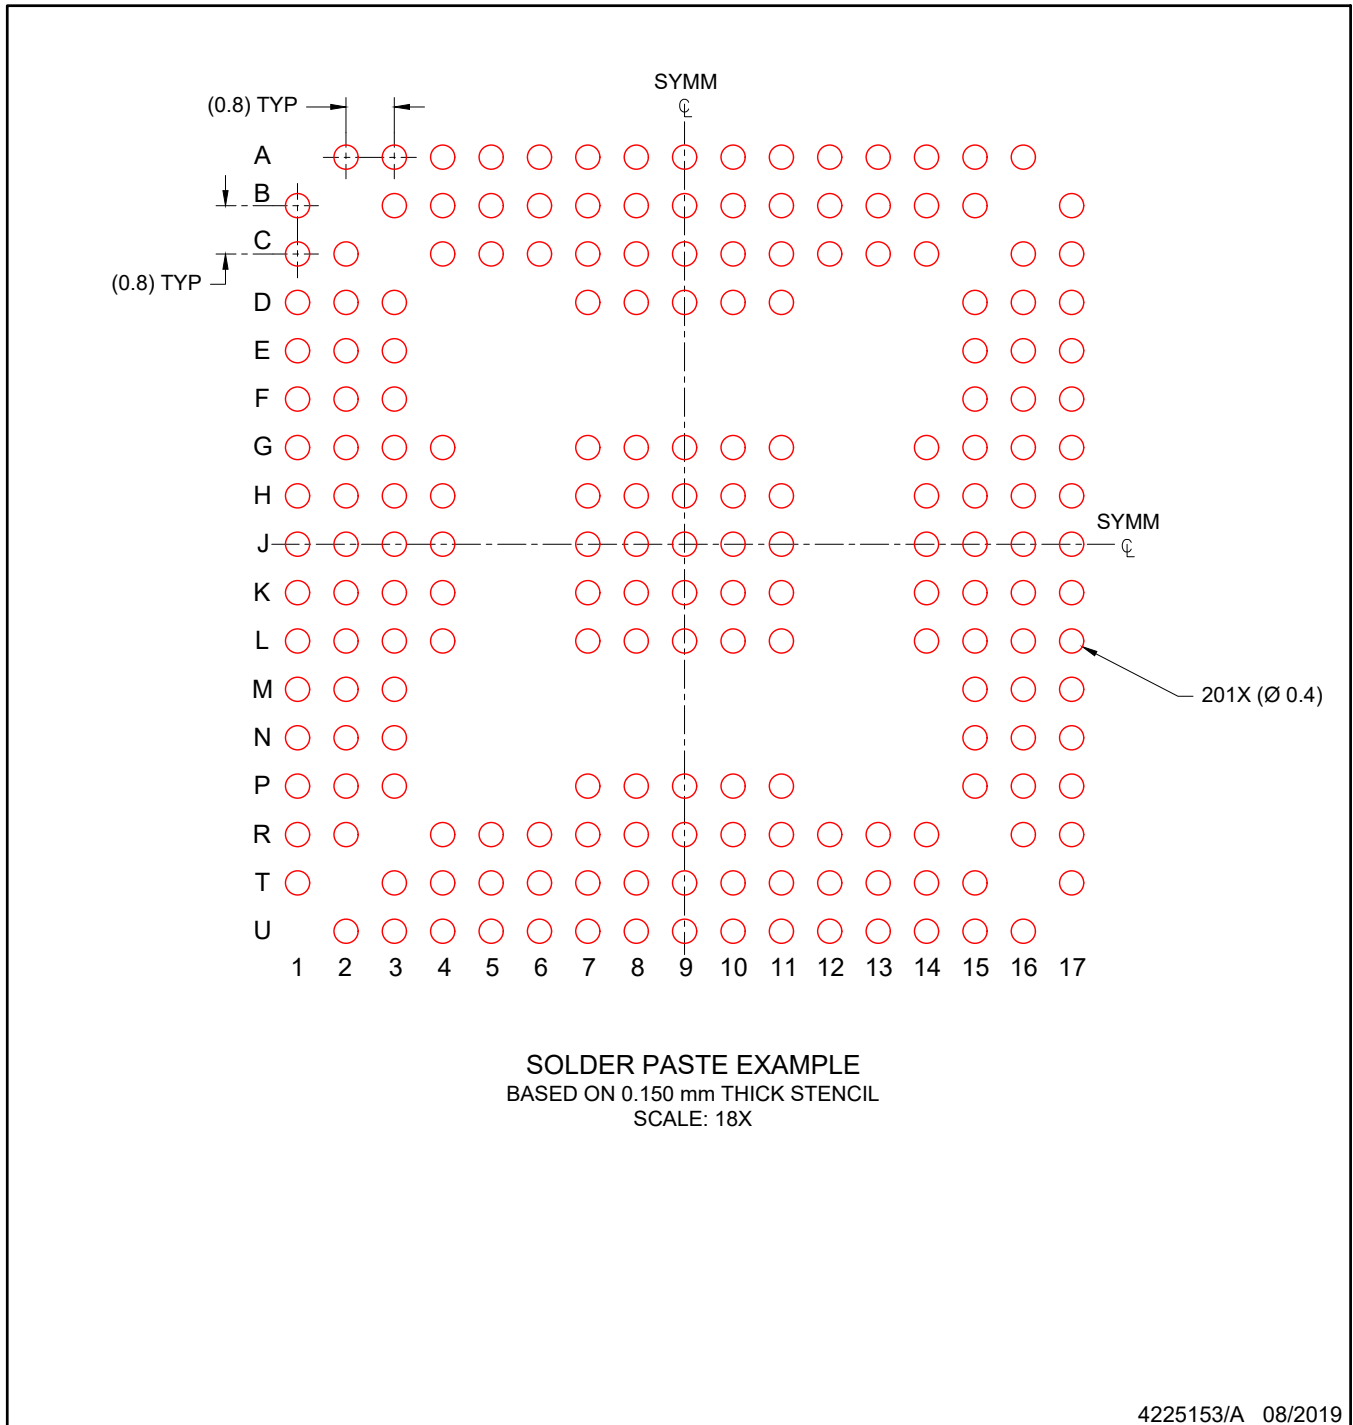 SYMM
(0.8) TYP
A
B
C
(0.8) TYP
D
E
F
G
H
SYMM
J
K
L
M
201X (Ø 0.4)
N
P
R
T
U
1 2 3 4 5 6 7 8 9 10 11 12 13 14 15 16 17
SOLDER PASTE EXAMPLE
BASED ON 0.150 mm THICK STENCIL
SCALE: 18X
4225153/A 08/2019